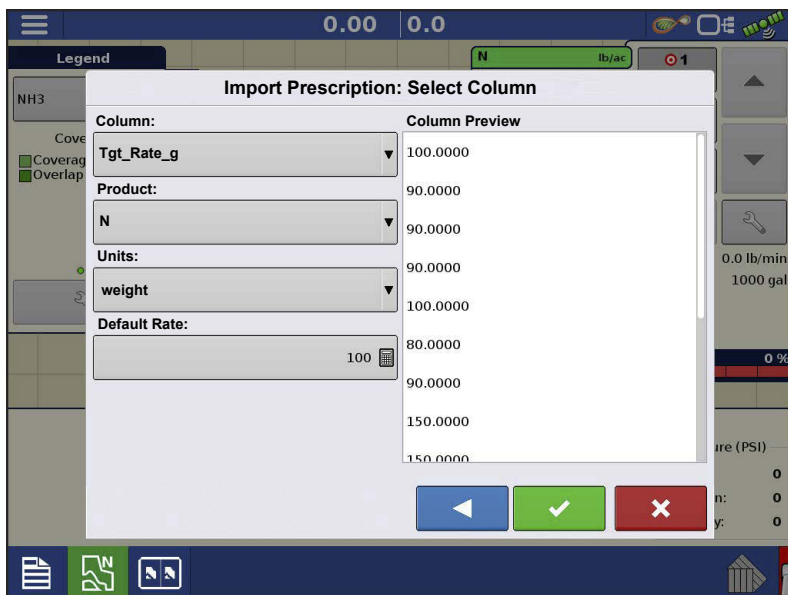 0.00 0.0
Legend
N lb/ac
1
Import Prescription: Select Column
NH3
Column:
Column Preview
Cove
Coverag
Overlap
Tgt_Rate_g
100.0000
Product:
90.0000
N
90.0000
Units:
90.0000
0.0 lb/min
weight
1000 gal
100.0000
Default Rate:
100
80.0000
0 %
90.0000
150.0000
ure (PSI)
150.0000
0
n: 0
y: 0
N